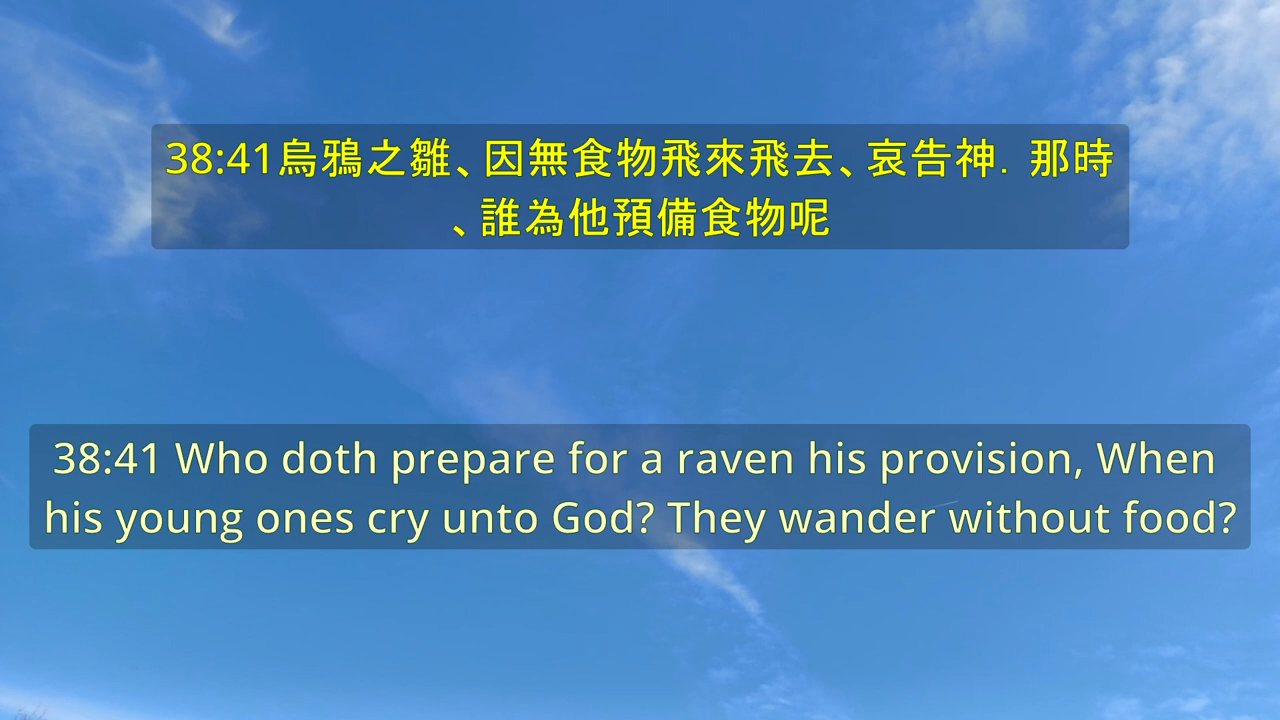 38:41烏鴉之雛、因無食物飛來飛去、哀告神．那時
、誰為他預備食物呢
38:41 Who doth prepare for a raven his provision, When
his young ones cry unto God? They wander without food?